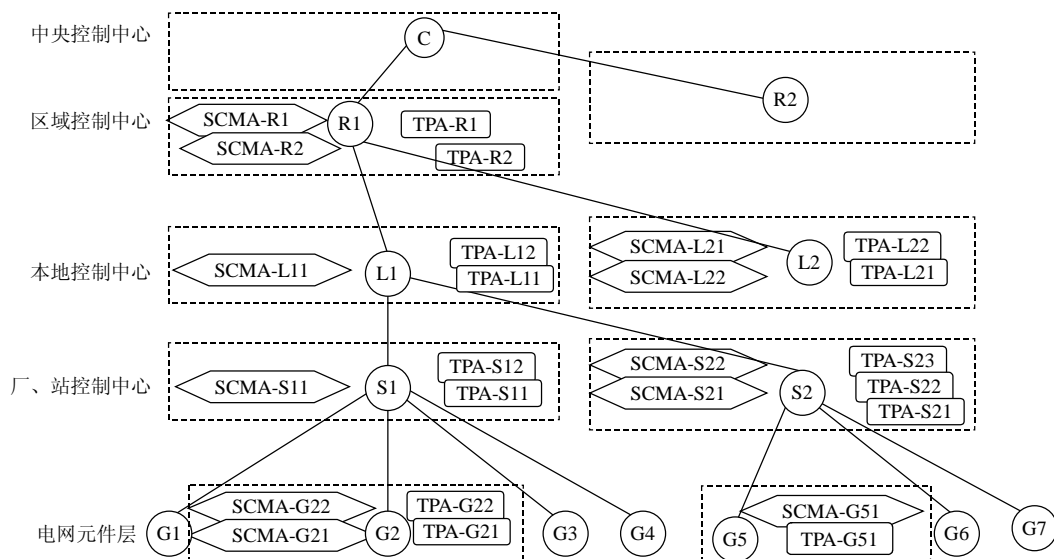 中央控制中心
C
R2
区域控制中心
SCMA-R1
R1
TPA-R1
SCMA-R2
TPA-R2
本地控制中心
SCMA-L11
L1
TPA-L12
TPA-L11
SCMA-L21
SCMA-L22
L2
TPA-L22
TPA-L21
厂、站控制中心
SCMA-S11
S1
TPA-S12
TPA-S11
SCMA-S22
SCMA-S21
S2
TPA-S23
TPA-S22
TPA-S21
电网元件层
G1
SCMA-G22
SCMA-G21
G2
TPA-G22
TPA-G21
G3
G4
G5
SCMA-G51
TPA-G51
G6
G7